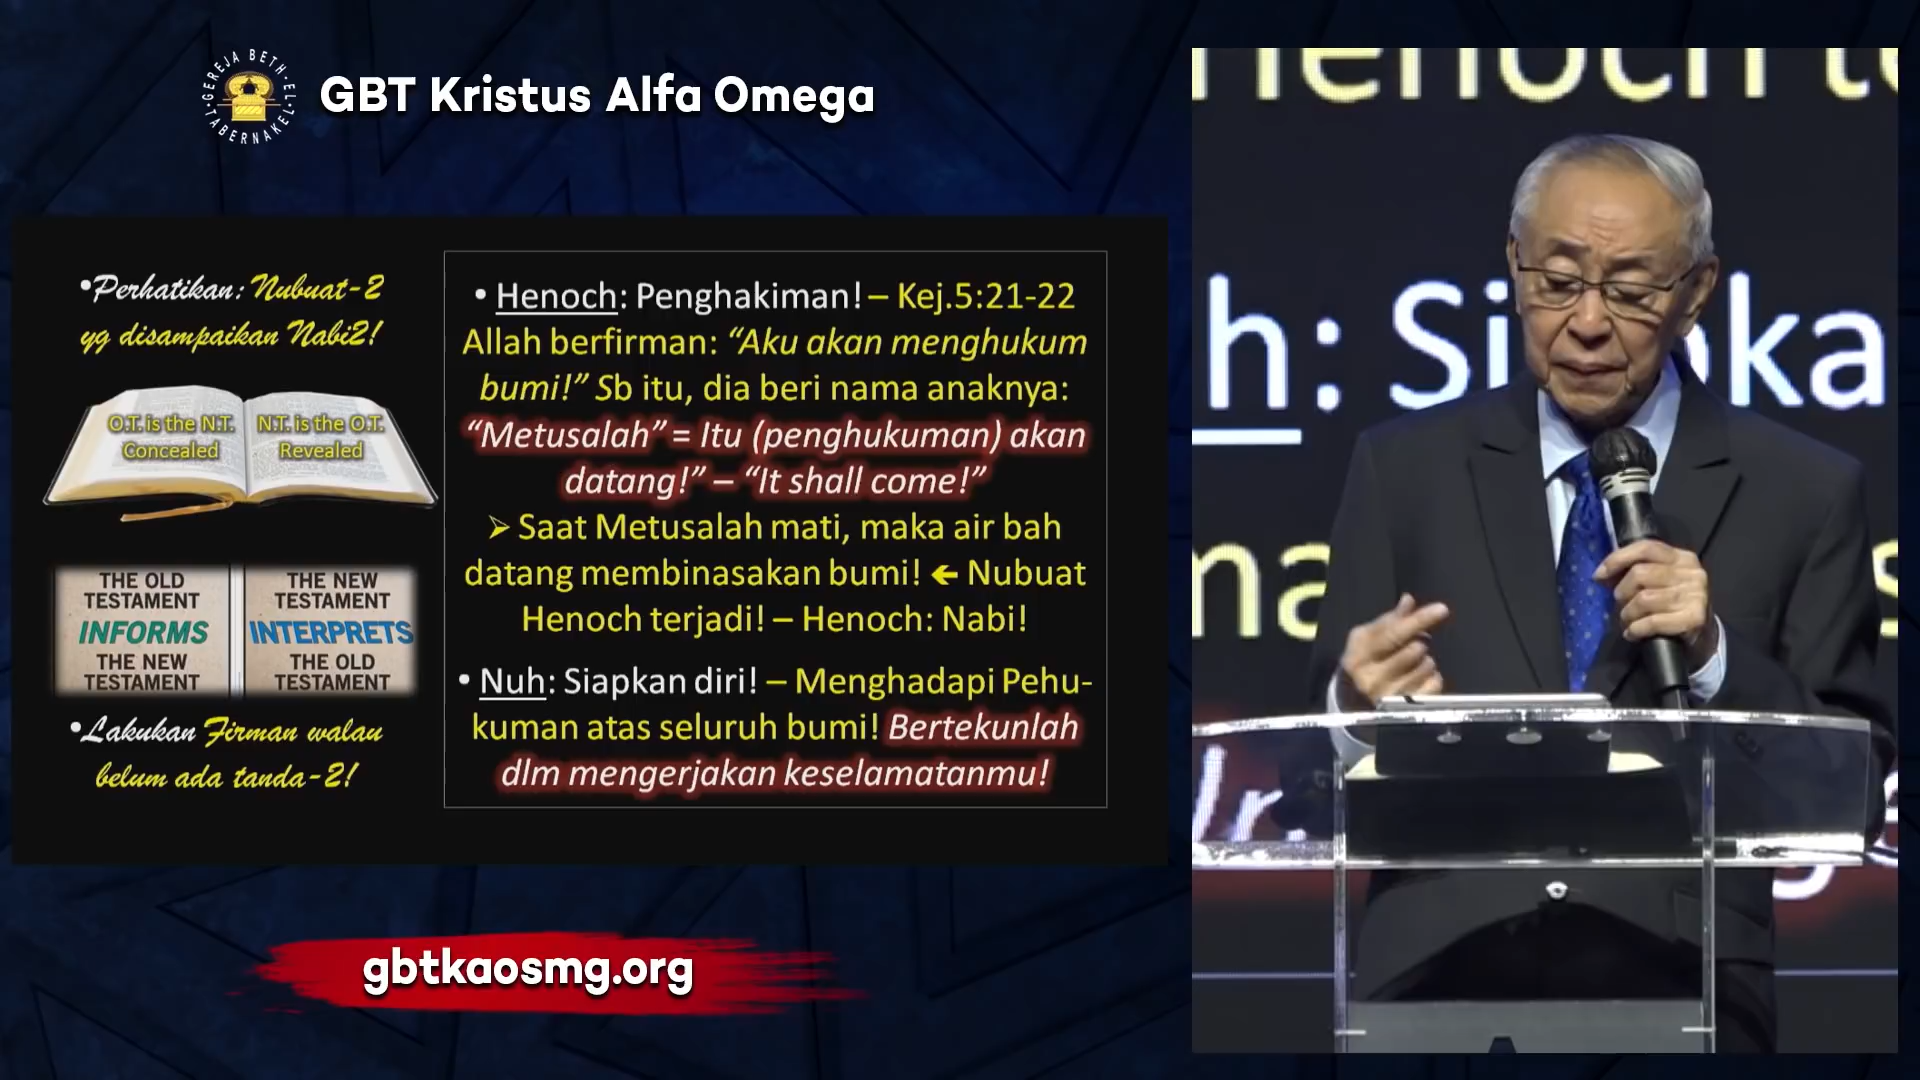 GEREJA BETH-EL TABERNAKEL
GBT Kristus Alfa Omega
•Perhatikan: Nubuat-2
yg disampaikan Nabi2!
O.T. is the N.T.
Concealed
N.T. is the O.T.
Revealed
THE OLD
TESTAMENT
INFORMS
THE NEW
TESTAMENT
THE NEW
TESTAMENT
INTERPRETS
THE OLD
TESTAMENT
•Lakukan Firman walau
belum ada tanda-2!
• Henoch: Penghakiman! – Kej.5:21-22
Allah berfirman: “Aku akan menghukum
bumi!” Sb itu, dia beri nama anaknya:
“Metusalah” = Itu (penghukuman) akan
datang!” – “It shall come!”
➢ Saat Metusalah mati, maka air bah
datang membinasakan bumi! ← Nubuat
Henoch terjadi! – Henoch: Nabi!
• Nuh: Siapkan diri! – Menghadapi Pehu-
kuman atas seluruh bumi! Bertekunlah
dlm mengerjakan keselamatanmu!
gbtkaosmg.org
Henoch te
h: Si ka
ma